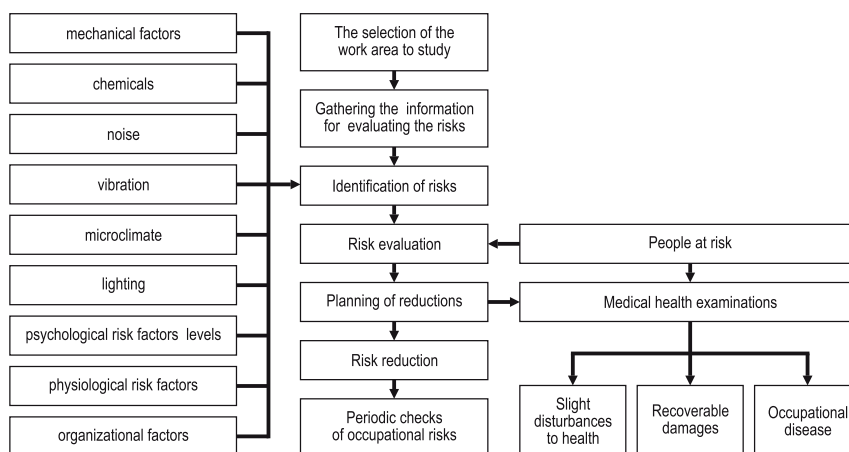 mechanical factors
chemicals
noise
vibration
microclimate
lighting
psychological risk factors levels
physiological risk factors
organizational factors
The selection of the
work area to study
Gathering the information
for evaluating the risks
Identification of risks
Risk evaluation
Planning of reductions
Risk reduction
Periodic checks
of occupational risks
People at risk
Medical health examinations
Slight
disturbances
to health
Recoverable
damages
Occupational
disease